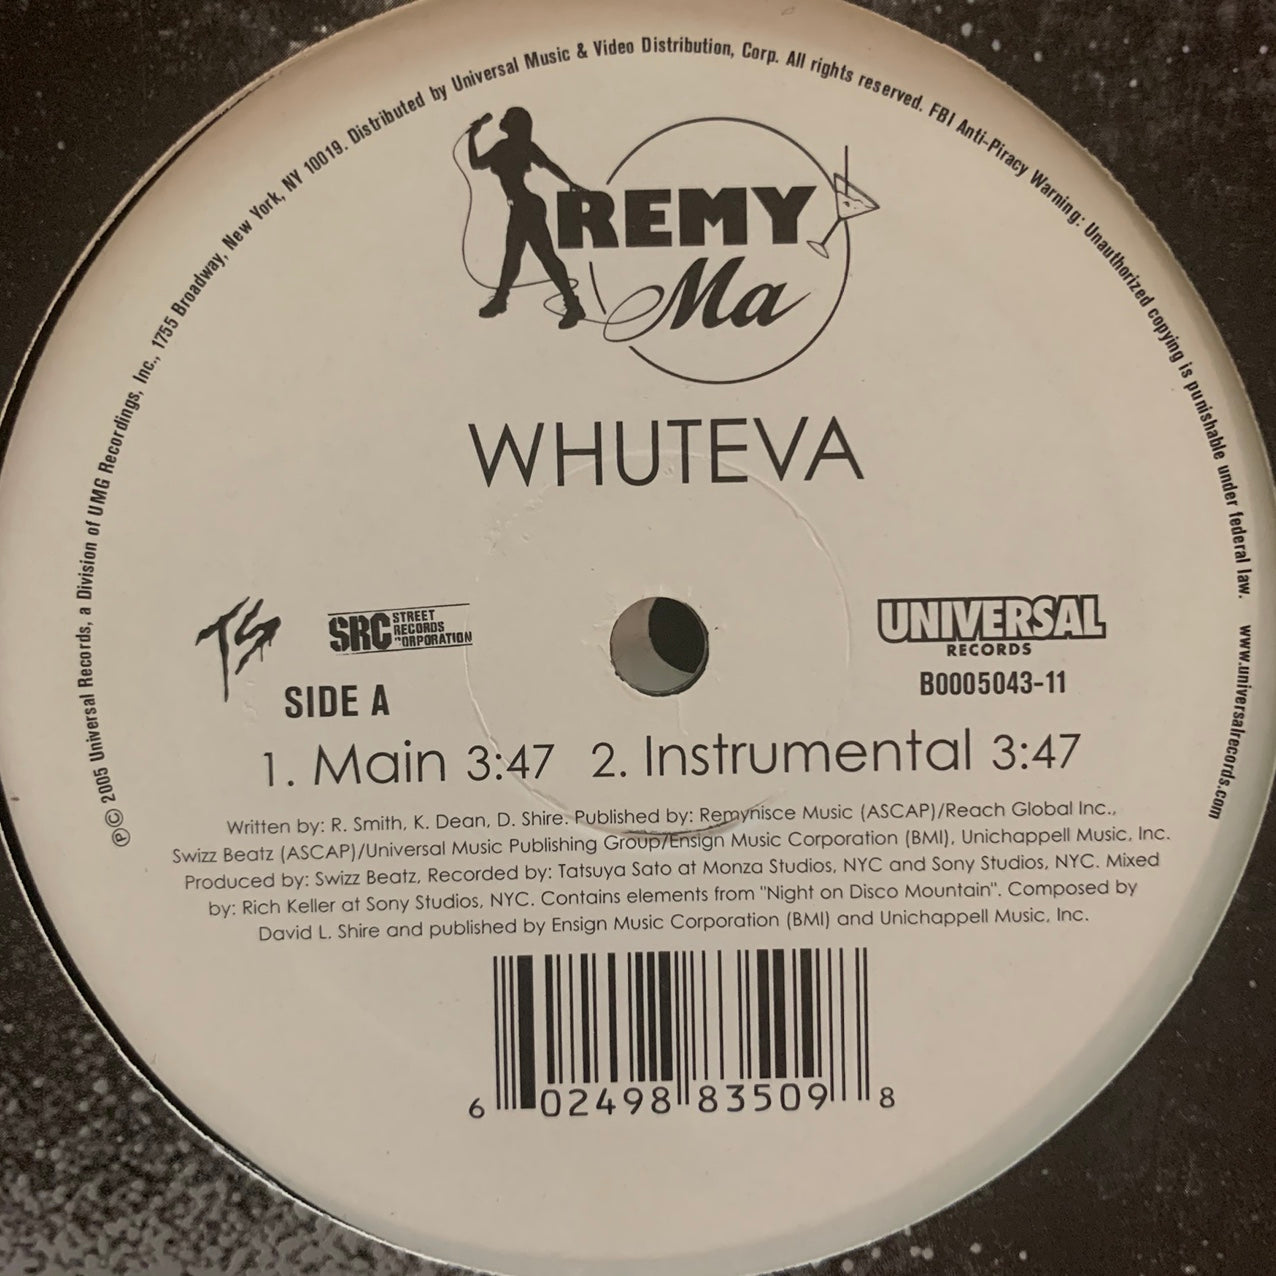 ℗© 2005 Universal Records, a Division of UMG Recordings, Inc., 1755 Broadway, New York, NY 10019. Distributed by Universal Music & Video Distribution, Corp. All rights reserved. FBI Anti-Piracy Warning: Unauthorized copying is punishable under federal law. www.universalrecords.com
REMY
Ma
WHUTEVA
TS
SRC STREET
RECORDS
CORPORATION
UNIVERSAL
RECORDS
B0005043-11
SIDE A
1. Main 3:47 2. Instrumental 3:47
Written by: R. Smith, K. Dean, D. Shire. Published by: Remynisce Music (ASCAP)/Reach Global Inc.,
Swizz Beatz (ASCAP)/Universal Music Publishing Group/Ensign Music Corporation (BMI), Unichappell Music, Inc.
Produced by: Swizz Beatz, Recorded by: Tatsuya Sato at Monza Studios, NYC and Sony Studios, NYC. Mixed
by: Rich Keller at Sony Studios, NYC. Contains elements from "Night on Disco Mountain". Composed by
David L. Shire and published by Ensign Music Corporation (BMI) and Unichappell Music, Inc.
6 02498 83509 8